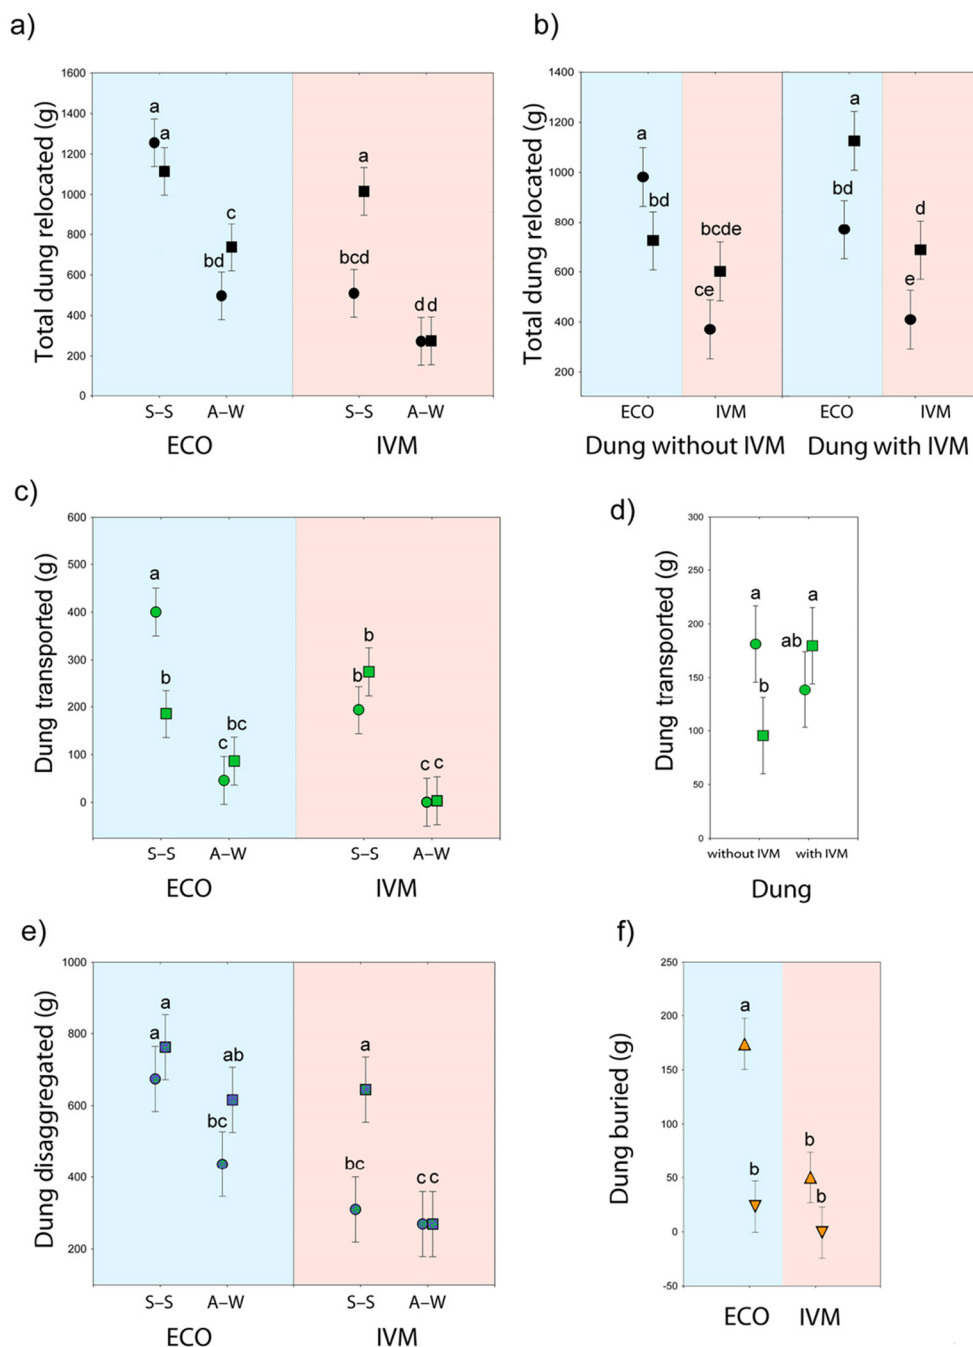 a)
Total dung relocated (g)
1600
1400
1200
1000
800
600
400
200
0
a
a
bd
c
a
bcd
d d
S–S A–W S–S A–W
ECO IVM
b)
Total dung relocated (g)
1400
1200
1000
800
600
400
200
a
bd
bcde
ce
a
bd
d
e
ECO IVM ECO IVM
Dung without IVM Dung with IVM
c)
Dung transported (g)
600
500
400
300
200
100
0
a
b
c
bc
b
b
c c
S–S A–W S–S A–W
ECO IVM
d)
Dung transported (g)
300
250
200
150
100
50
0
a
b
ab
a
without IVM with IVM
Dung
e)
Dung disaggregated (g)
1000
800
600
400
200
a
a
bc
ab
bc
a
c c
S–S A–W S–S A–W
ECO IVM
f)
Dung buried (g)
250
200
150
100
50
0
-50
a
b
b
b
ECO IVM